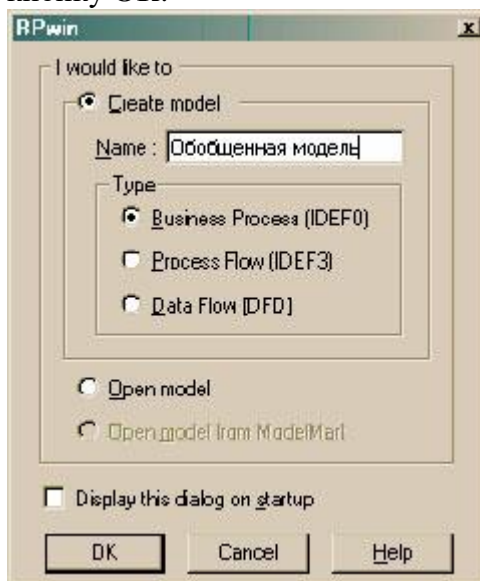 BPwin
I would like to
Create model
Name : Обобщенная модель
Type
Business Process (IDEF0)
Process Flow (IDEF3)
Data Flow (DFD)
Open model
Open model from ModelMart
Display this dialog on startup
OK Cancel Help